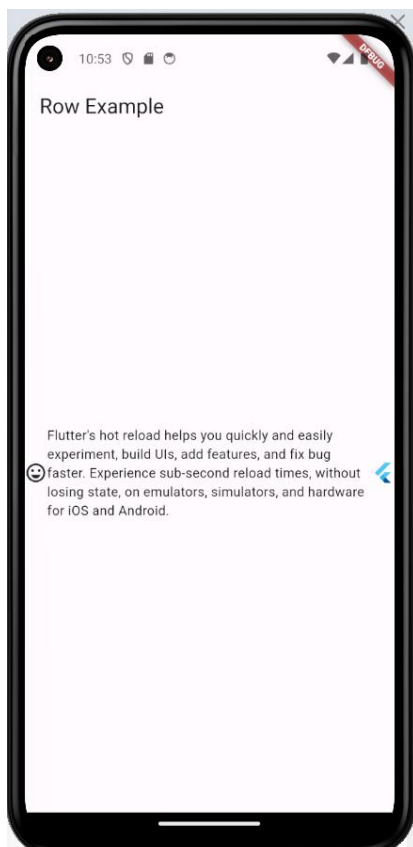 10:53
DEBUG
Row Example
Flutter's hot reload helps you quickly and easily
experiment, build UIs, add features, and fix bug
faster. Experience sub-second reload times, without
losing state, on emulators, simulators, and hardware
for iOS and Android.